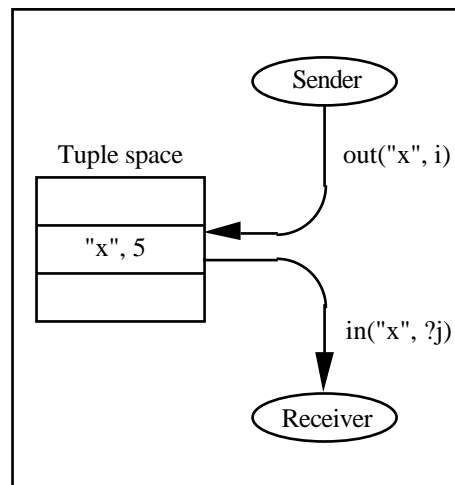 Sender
Tuple space
out("x", i)
"x", 5
in("x", ?j)
Receiver